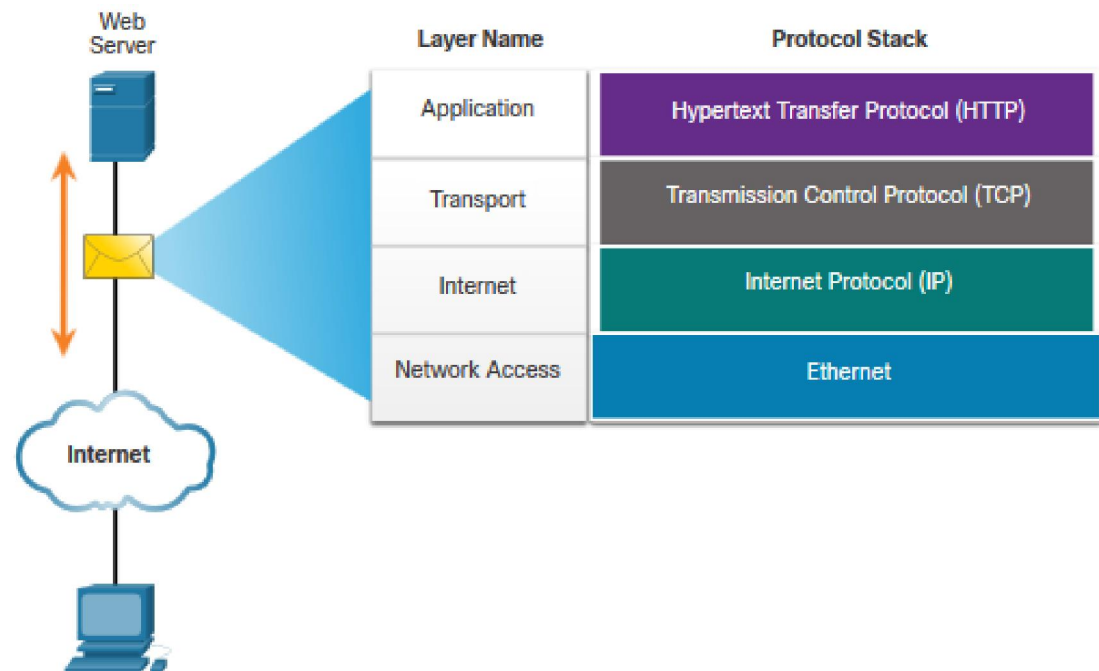 Web
Server
Layer Name
Protocol Stack
Application
Hypertext Transfer Protocol (HTTP)
Transport
Transmission Control Protocol (TCP)
Internet
Internet Protocol (IP)
Network Access
Ethernet
Internet